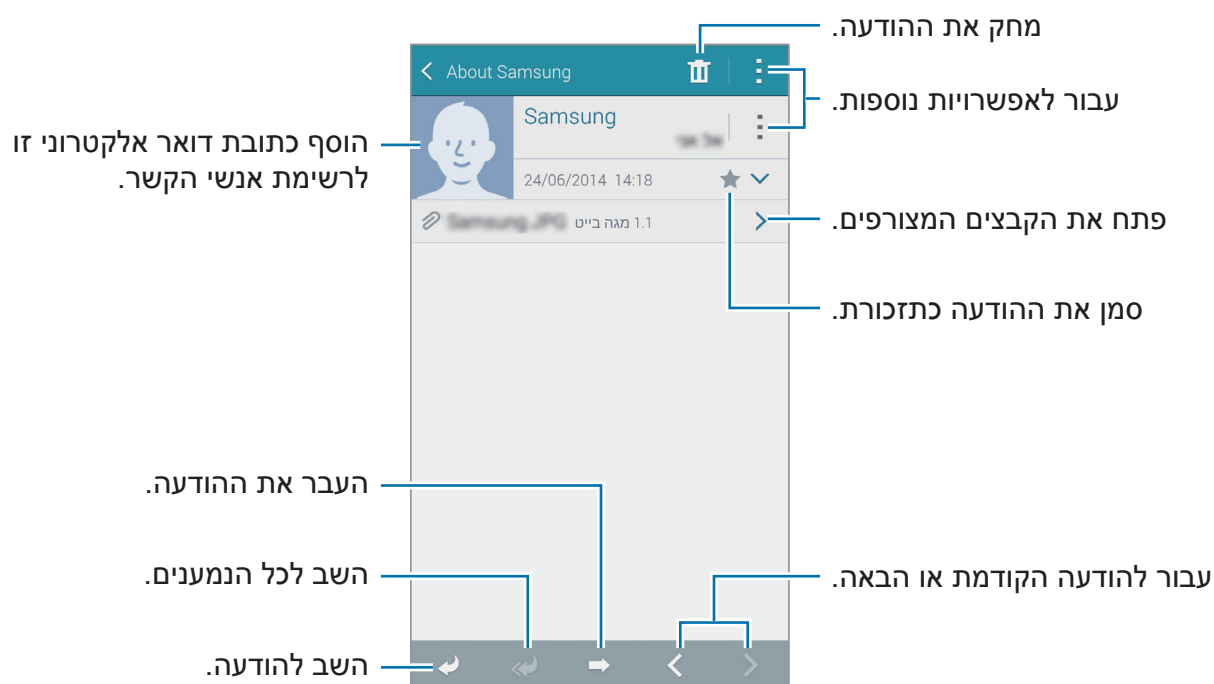 מחק את ההודעה.
About Samsung
עבור לאפשרויות נוספות.
Samsung
הוסף כתובת דואר אלקטרוני זו
לרשימת אנשי הקשר.
24/06/2014 14:18
1.1 מגה בייט
פתח את הקבצים המצורפים.
סמן את ההודעה כתזכורת.
העבר את ההודעה.
השב לכל הנמענים.
עבור להודעה הקודמת או הבאה.
השב להודעה.